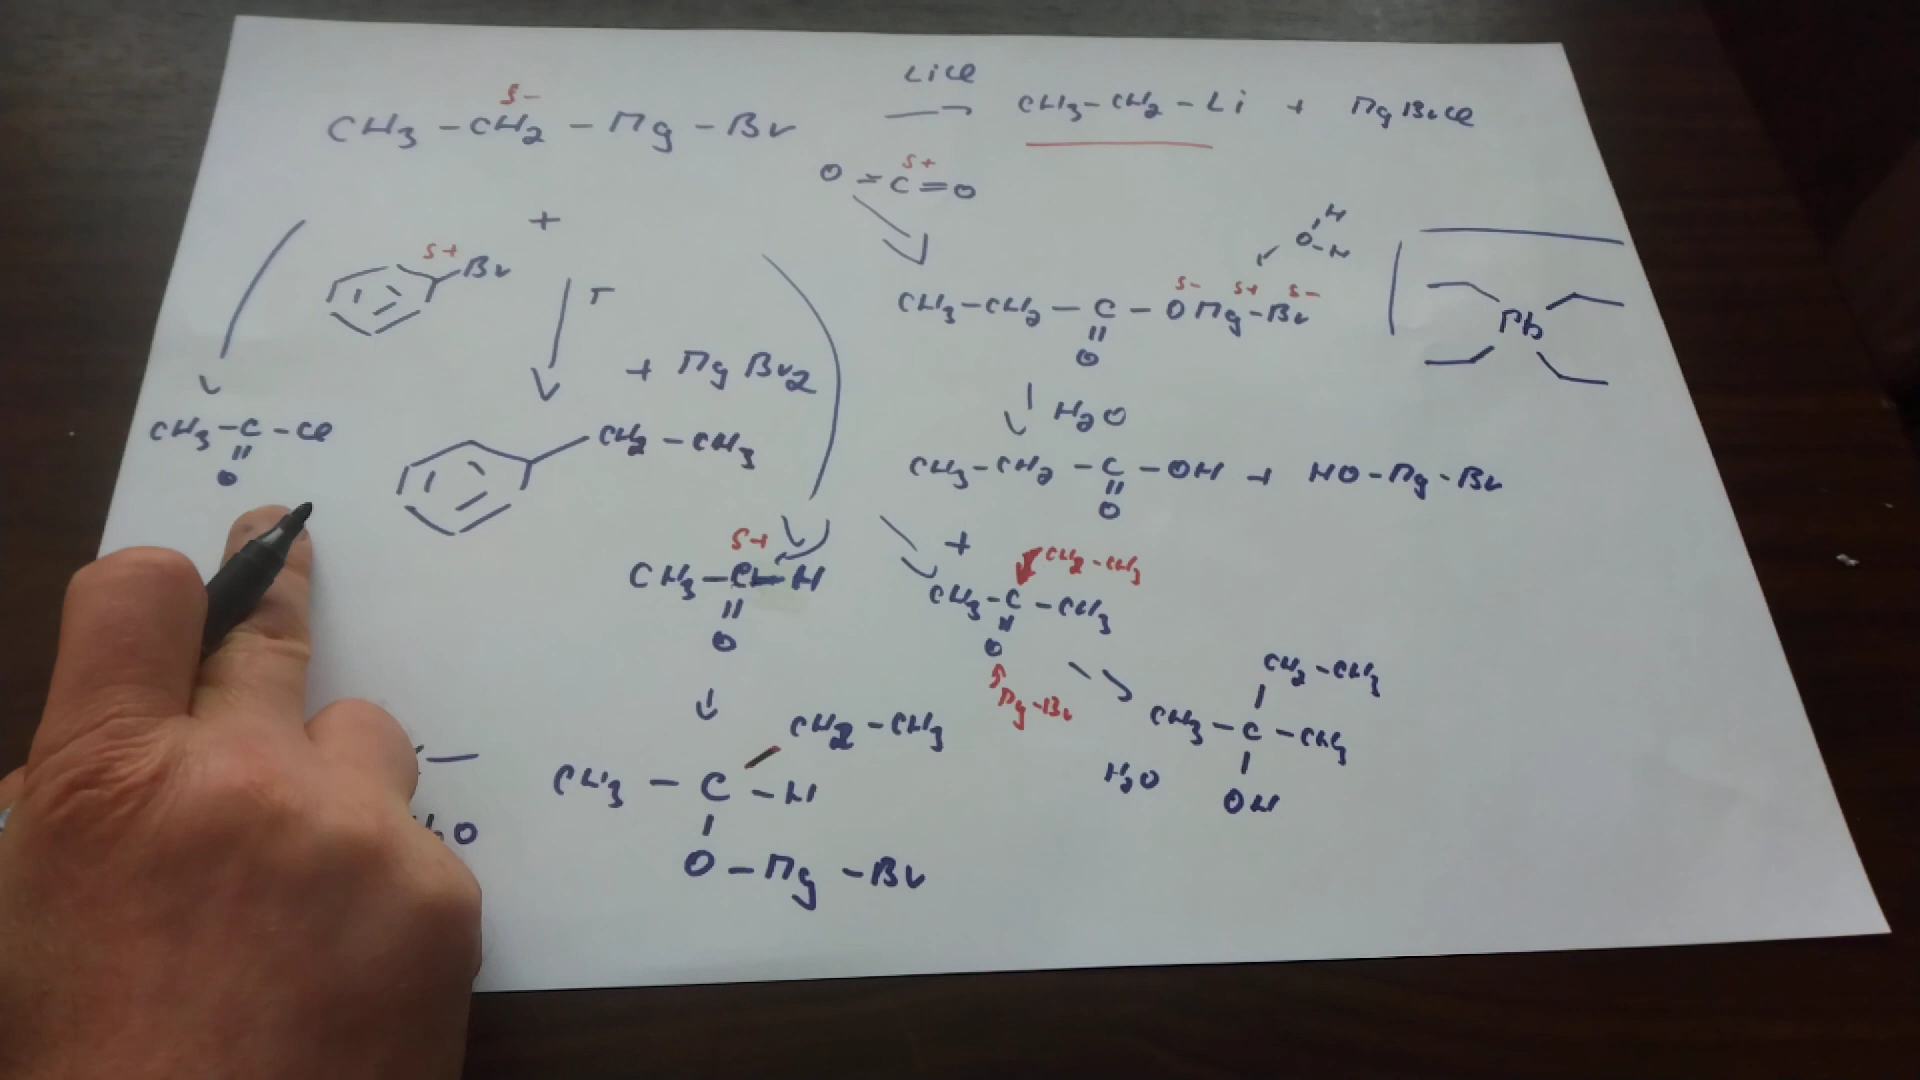 LiCl
δ-
CH3-CH2-Mg-Br
CH3-CH2-Li + MgBrCl
δ+
O=C=O
+
H
O-H
δ+
Br
T
δ- δ+ δ-
CH3-CH2-C-OMg-Br
O
Pb
+ MgBr2
H2O
CH3-C-Cl
O
CH2-CH3
CH3-CH2-C-OH + HO-Mg-Br
O
δ+
CH3-C-H
O
+
CH2-CH3
CH3-C-CH3
O
Mg-Br
CH2-CH3
CH3-C-CH3
OH
H2O
CH2-CH3
CH3-C-H
O-Mg-Br